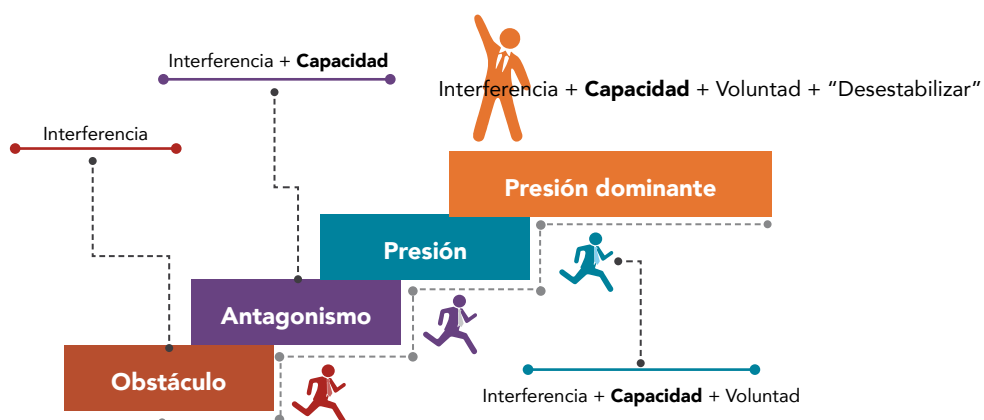 Interferencia + Capacidad
Interferencia + Capacidad + Voluntad + “Desestabilizar”
Interferencia
Presión dominante
Presión
Antagonismo
Obstáculo
Interferencia + Capacidad + Voluntad